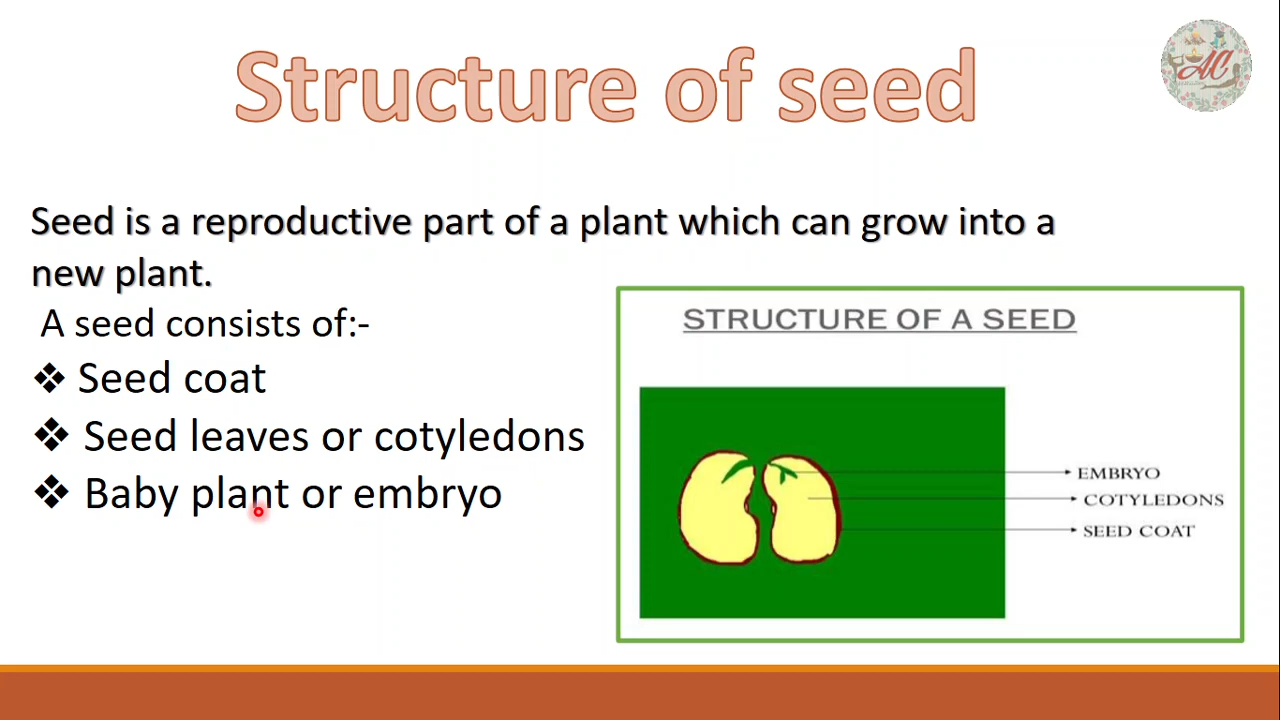 Structure of seed
AC
Seed is a reproductive part of a plant which can grow into a
new plant.
A seed consists of:-
❖ Seed coat
❖ Seed leaves or cotyledons
❖ Baby plant or embryo
STRUCTURE OF A SEED
EMBRYO
COTYLEDONS
SEED COAT